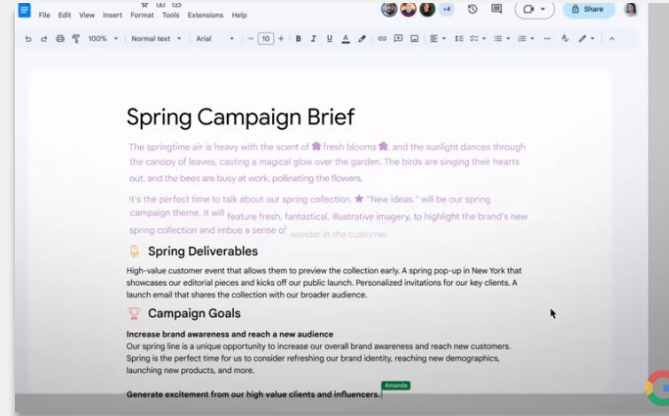 File Edit View Insert Format Tools Extensions Help
+4
Share
100% Normal text Arial − 10 + B I U A
Spring Campaign Brief
The springtime air is heavy with the scent of fresh blooms , and the sunlight dances through
the canopy of leaves, casting a magical glow over the garden. The birds are singing their hearts
out, and the bees are busy at work, pollinating the flowers.
It's the perfect time to talk about our spring collection. "New ideas." will be our spring
campaign theme. It will feature fresh, fantastical, illustrative imagery, to highlight the brand's new
spring collection and imbue a sense of wonder in the customer.
Spring Deliverables
High-value customer event that allows them to preview the collection early. A spring pop-up in New York that
showcases our editorial pieces and kicks off our public launch. Personalized invitations for our key clients. A
launch email that shares the collection with our broader audience.
Campaign Goals
Increase brand awareness and reach a new audience
Our spring line is a unique opportunity to increase our overall brand awareness and reach new customers.
Spring is the perfect time for us to consider refreshing our brand identity, reaching new demographics,
launching new products, and more.
Amanda
Generate excitement from our high value clients and influencers.